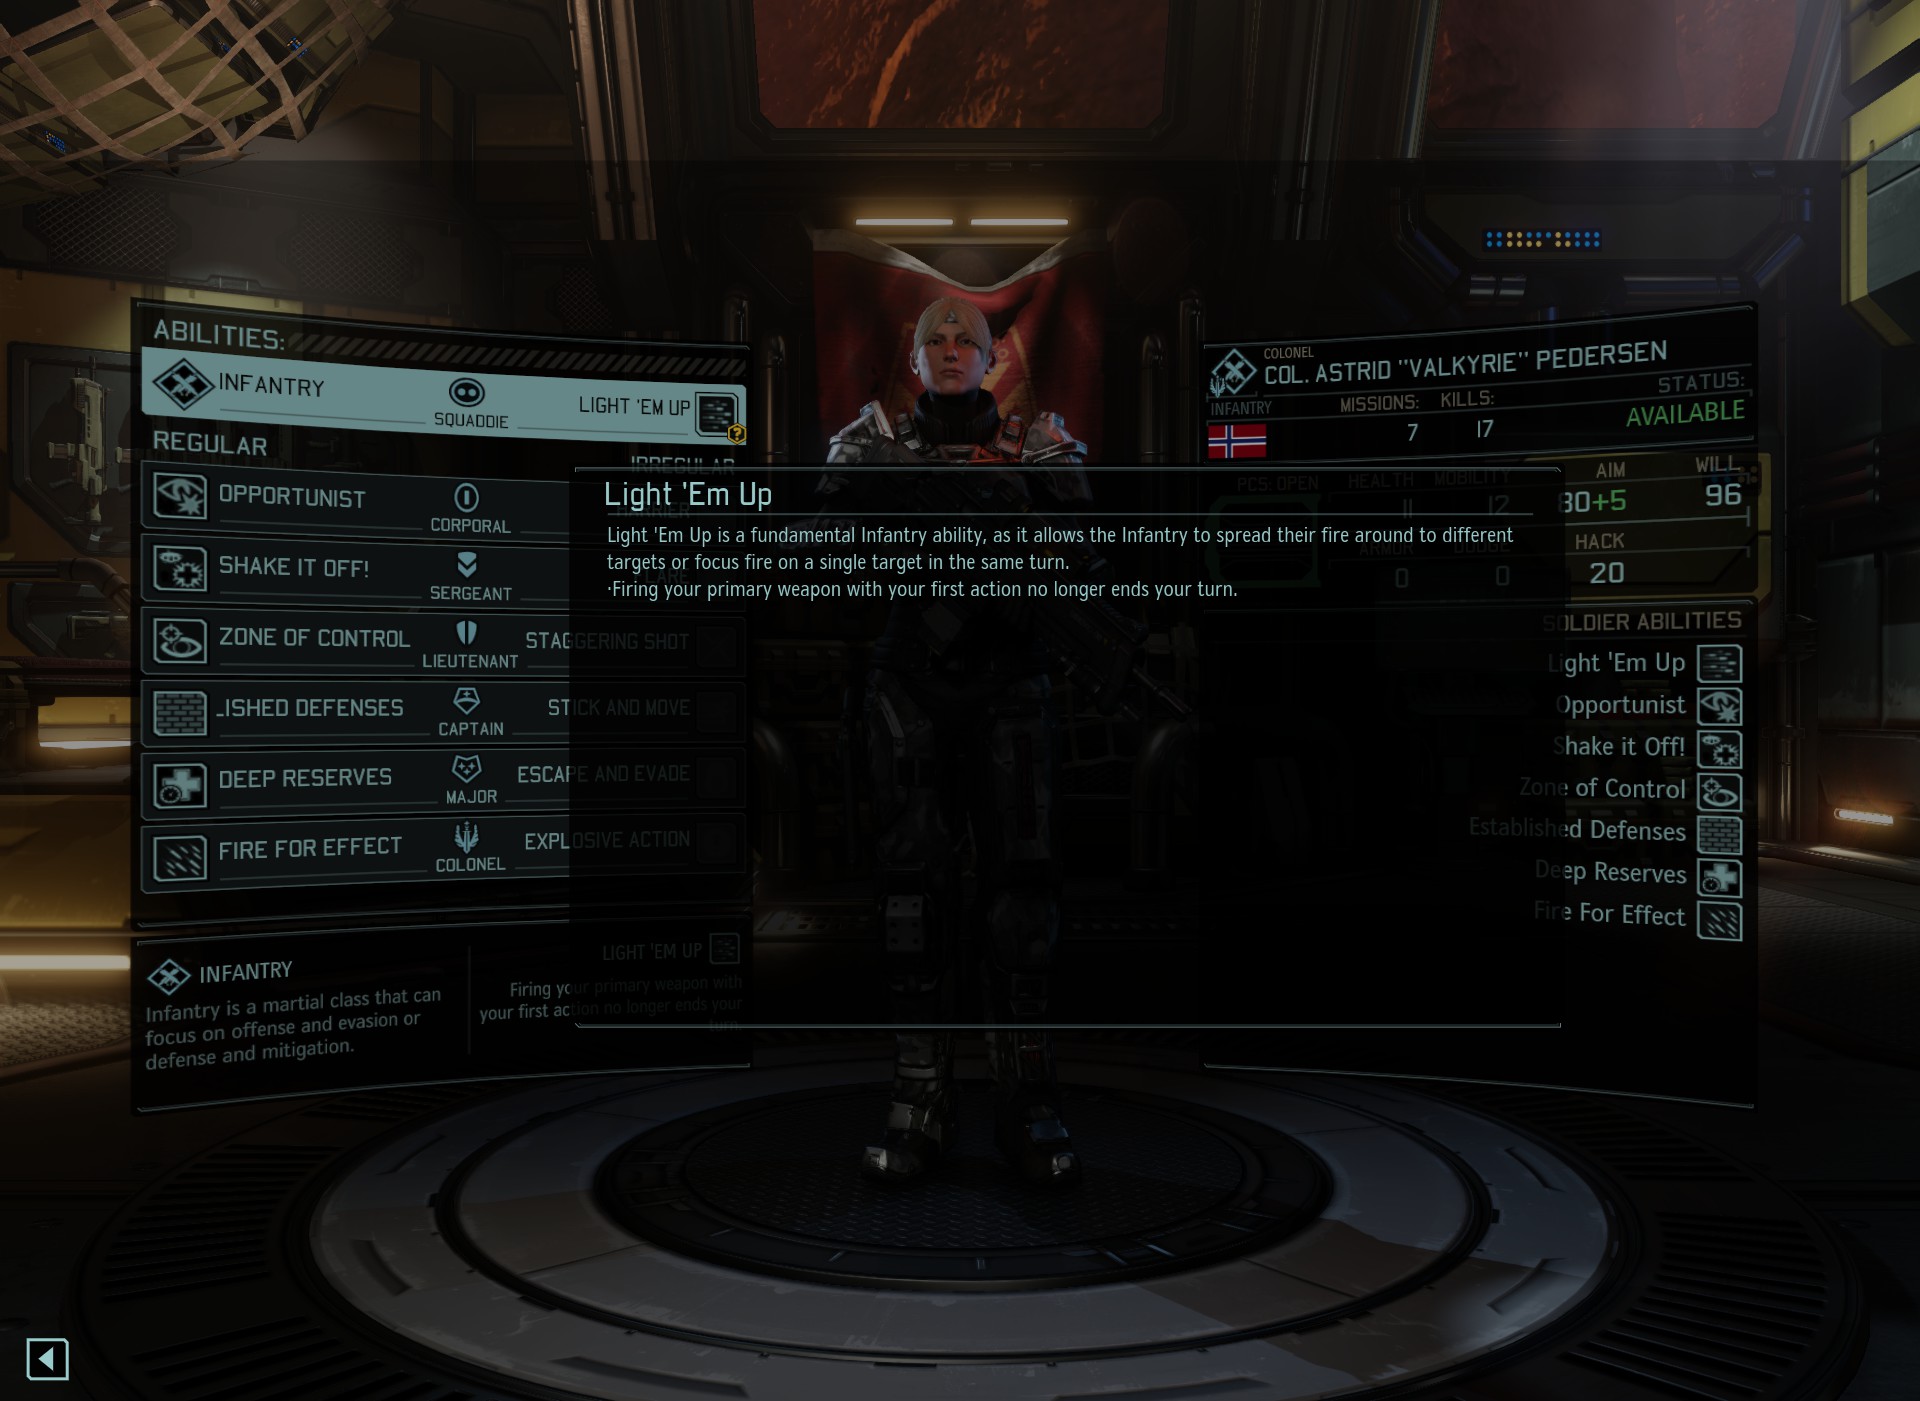 ABILITIES:
INFANTRY
SQUADDIE
LIGHT 'EM UP
?
REGULAR
IRREGULAR
OPPORTUNIST
CORPORAL
BARRIER
SHAKE IT OFF!
SERGEANT
FLARE
ZONE OF CONTROL
LIEUTENANT
STAGGERING SHOT
_ISHED DEFENSES
CAPTAIN
STICK AND MOVE
DEEP RESERVES
MAJOR
ESCAPE AND EVADE
FIRE FOR EFFECT
COLONEL
EXPLOSIVE ACTION
INFANTRY
Infantry is a martial class that can
focus on offense and evasion or
defense and mitigation.
LIGHT 'EM UP
Firing your primary weapon with
your first action no longer ends your
turn.
Light 'Em Up
Light 'Em Up is a fundamental Infantry ability, as it allows the Infantry to spread their fire around to different
targets or focus fire on a single target in the same turn.
·Firing your primary weapon with your first action no longer ends your turn.
COLONEL
COL. ASTRID "VALKYRIE" PEDERSEN
INFANTRY
MISSIONS: KILLS: STATUS:
7 17 AVAILABLE
PCS: OPEN HEALTH MOBILITY AIM WILL
11 12 80+5 96
ARMOR DODGE HACK
0 0 20
SOLDIER ABILITIES
Light 'Em Up
Opportunist
Shake it Off!
Zone of Control
Established Defenses
Deep Reserves
Fire For Effect